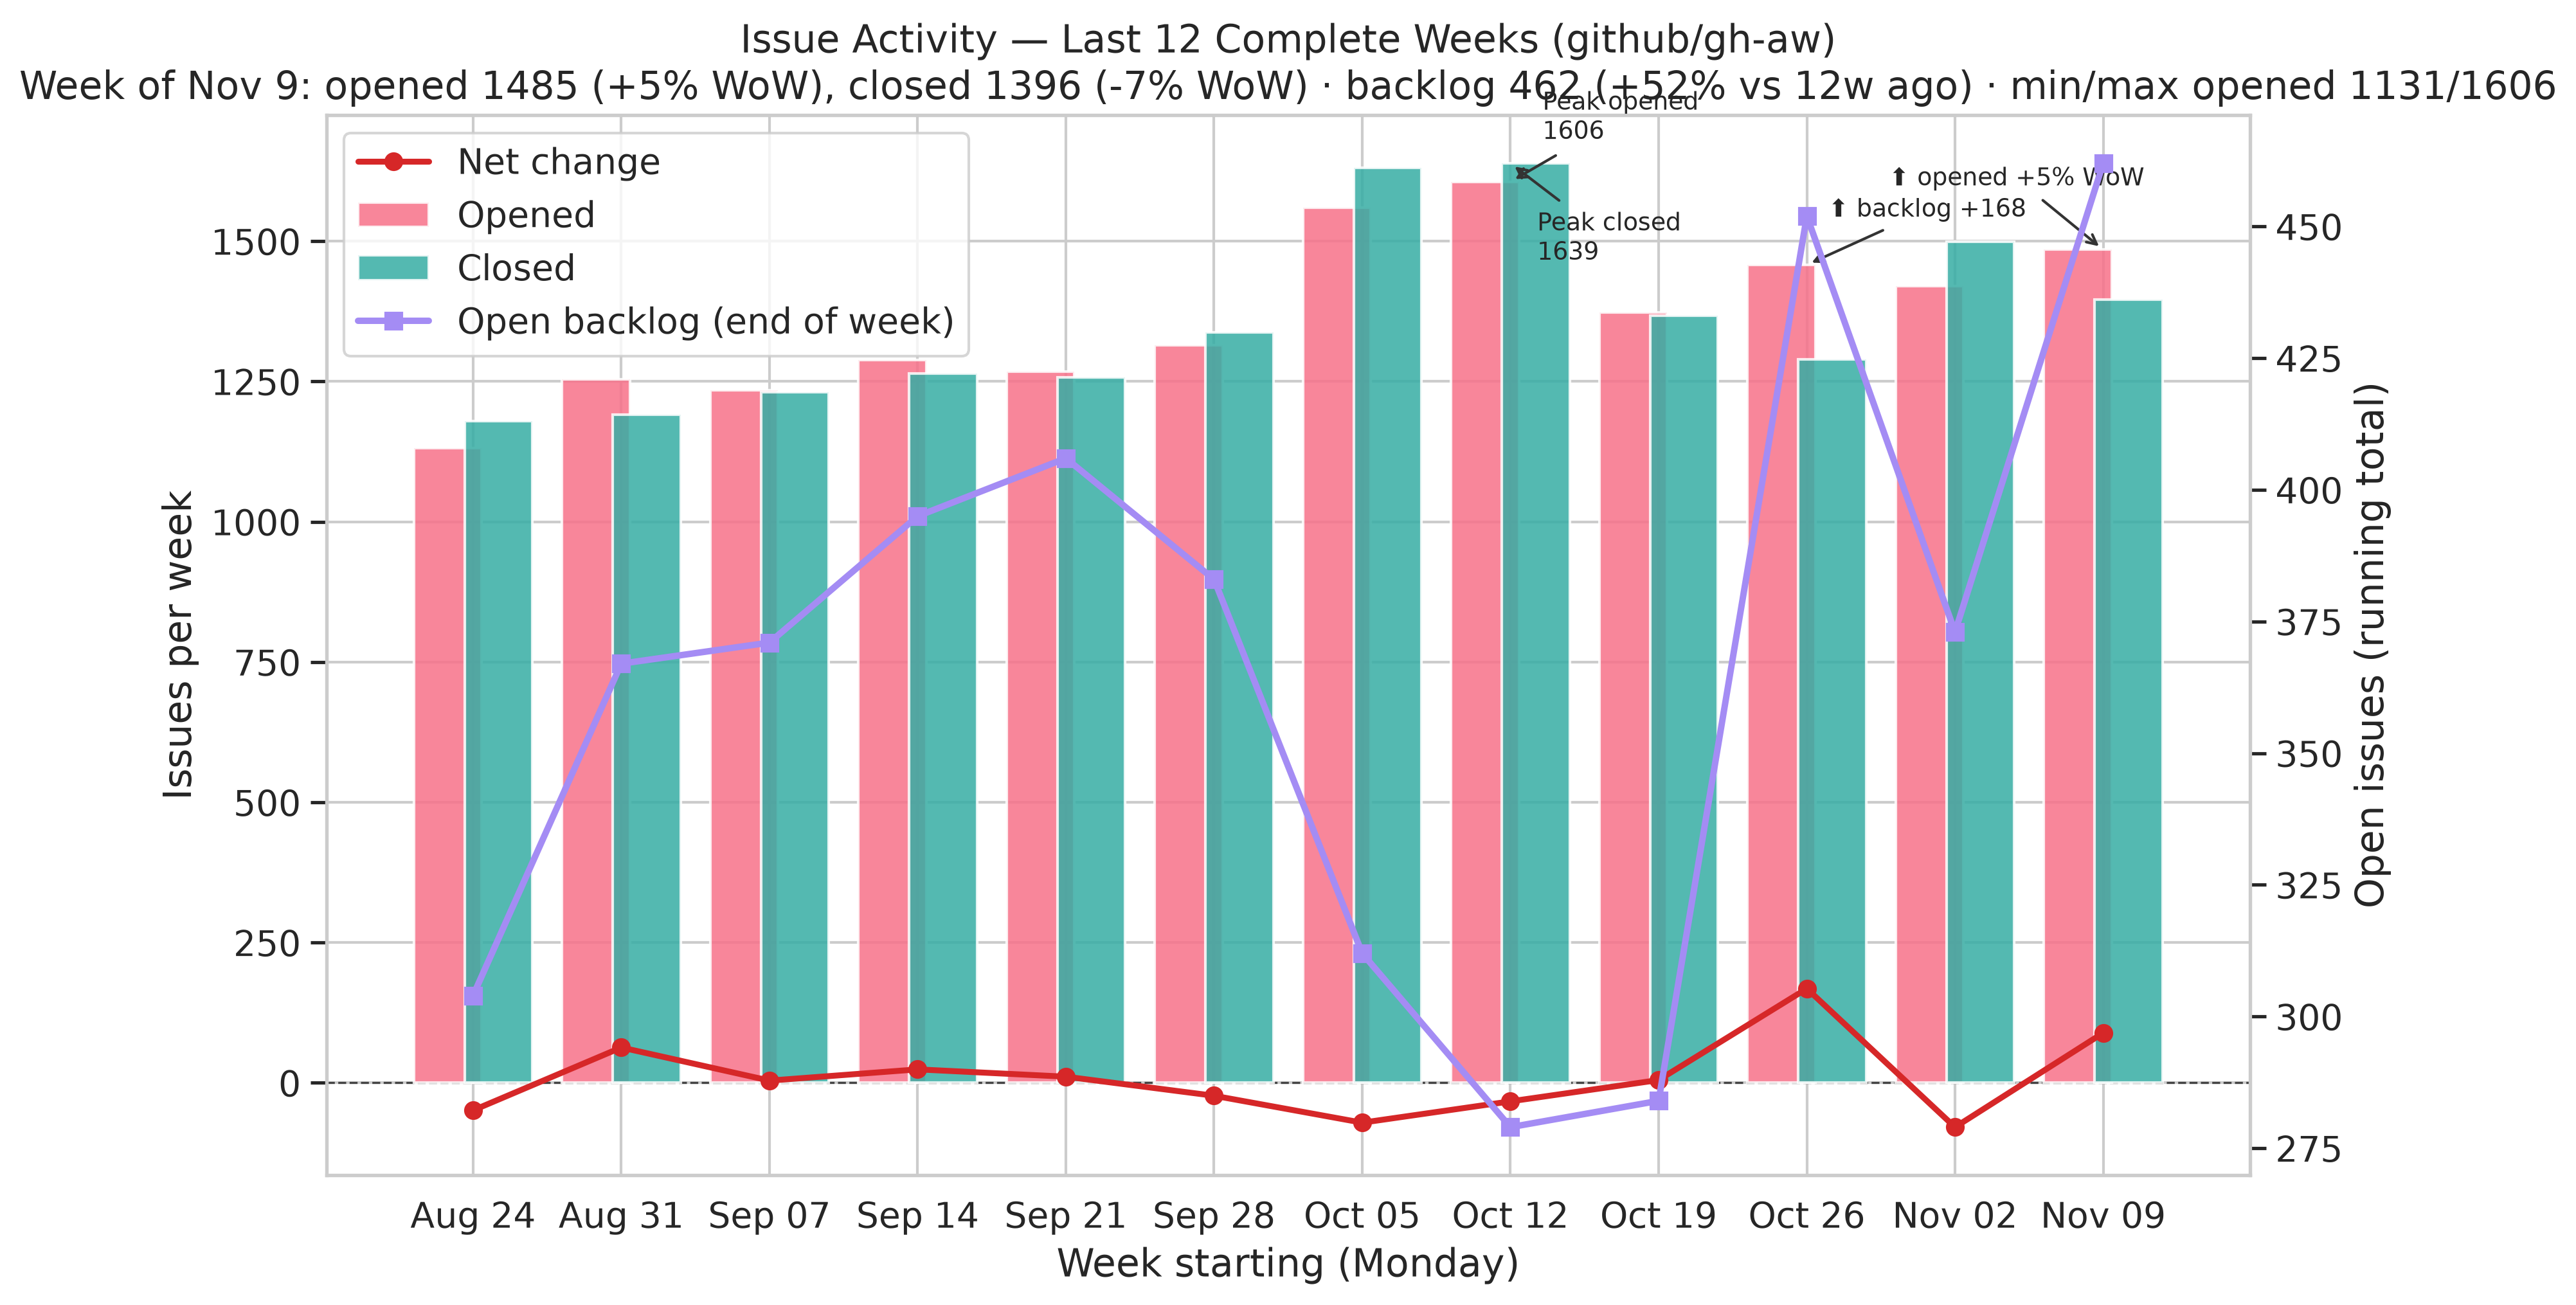 Issue Activity — Last 12 Complete Weeks (github/gh-aw)
Week of Nov 9: opened 1485 (+5% WoW), closed 1396 (-7% WoW) · backlog 462 (+52% vs 12w ago) · min/max opened 1131/1606
Peak opened
1606
Net change
Opened
Closed
Open backlog (end of week)
⬆ opened +5% WoW
⬆ backlog +168
Peak closed
1639
Issues per week
1500
1250
1000
750
500
250
0
450
425
400
375
350
325
300
275
Open issues (running total)
Aug 24 Aug 31 Sep 07 Sep 14 Sep 21 Sep 28 Oct 05 Oct 12 Oct 19 Oct 26 Nov 02 Nov 09
Week starting (Monday)